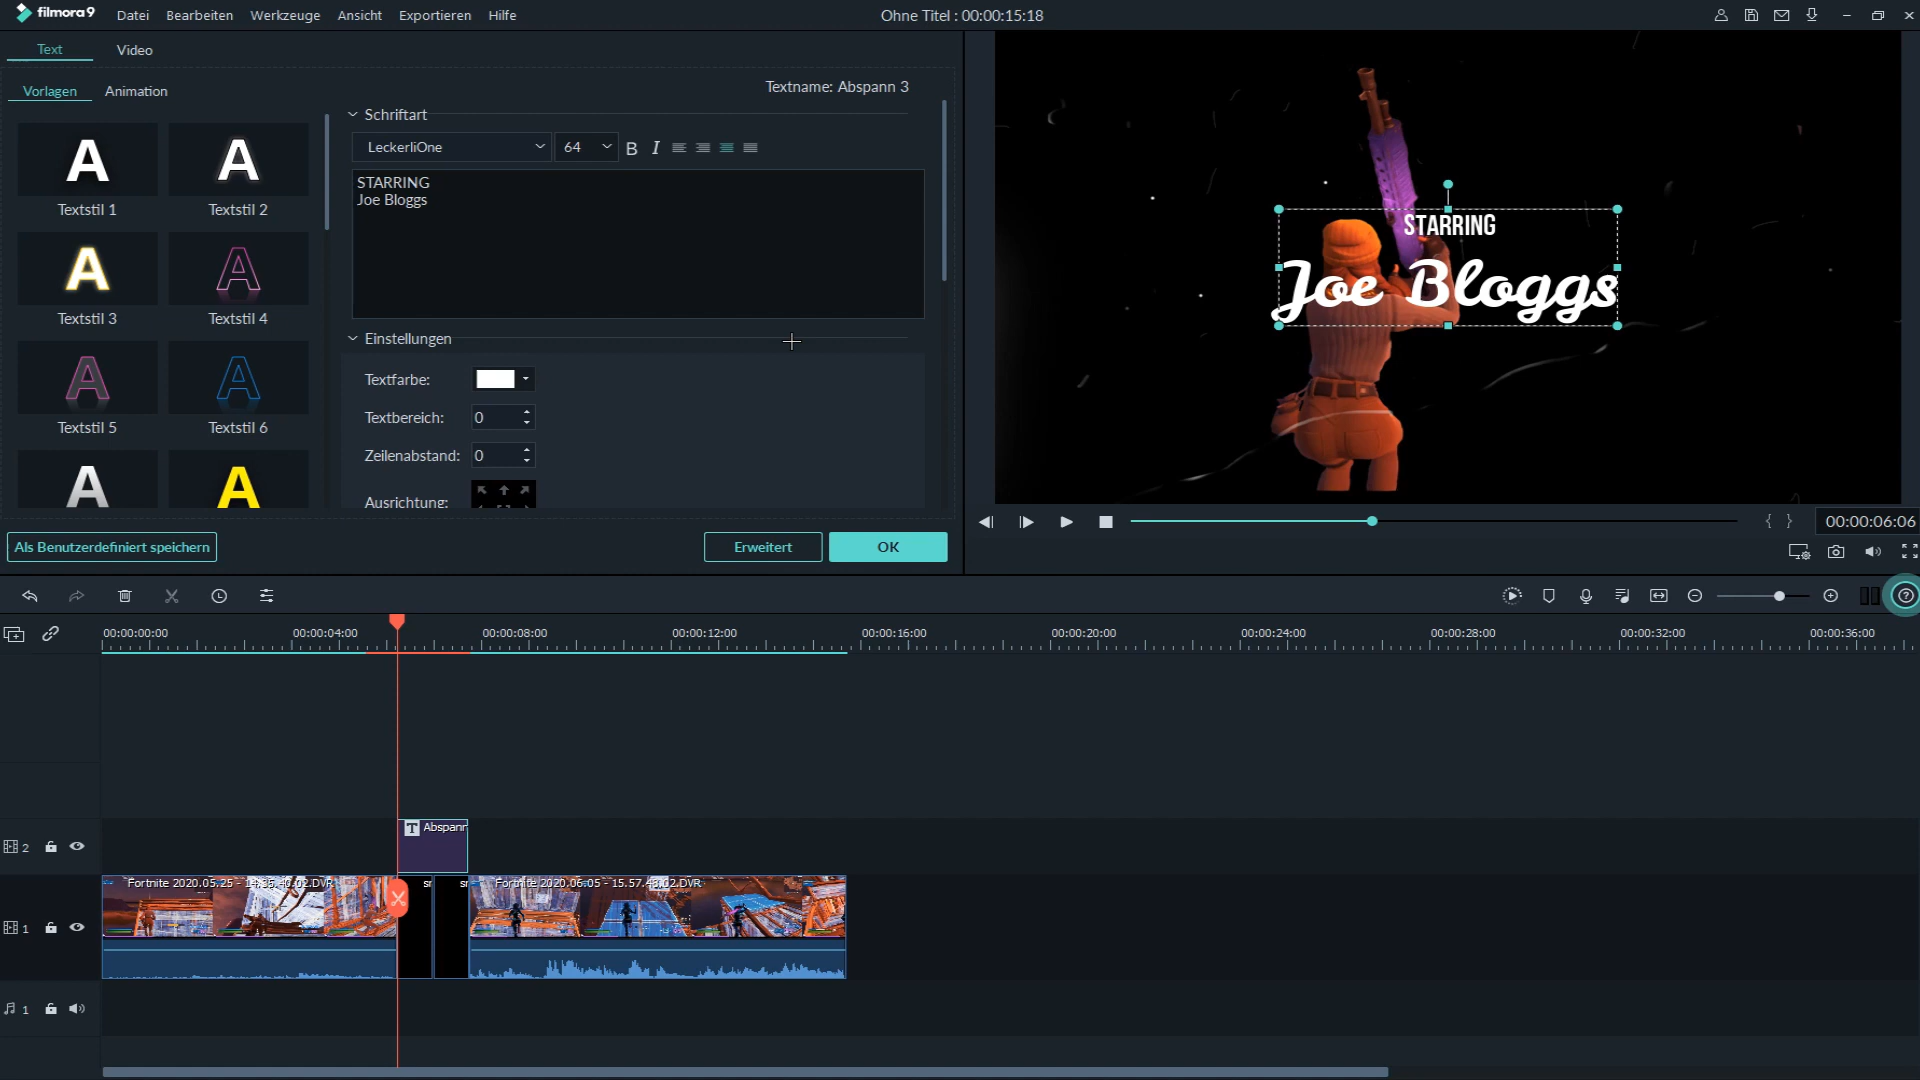 filmora9 Datei Bearbeiten Werkzeuge Ansicht Exportieren Hilfe Ohne Titel : 00:00:15:18
Text Video
Vorlagen Animation
Textname: Abspann 3
A Textstil 1
A Textstil 2
A Textstil 3
A Textstil 4
A Textstil 5
A Textstil 6
A
A
Schriftart
LeckerliOne 64 B I
STARRING
Joe Bloggs
Einstellungen
Textfarbe:
Textbereich: 0
Zeilenabstand: 0
Ausrichtung:
Als Benutzerdefiniert speichern Erweitert OK
STARRING
Joe Bloggs
{ } 00:00:06:06
00:00:00:00 00:00:04:00 00:00:08:00 00:00:12:00 00:00:16:00 00:00:20:00 00:00:24:00 00:00:28:00 00:00:32:00 00:00:36:00
2 T Abspann
Fortnite 2020.05.25 - 14.35.40.02.DVR Fortnite 2020.06.05 - 15.57.43.02.DVR
1
1